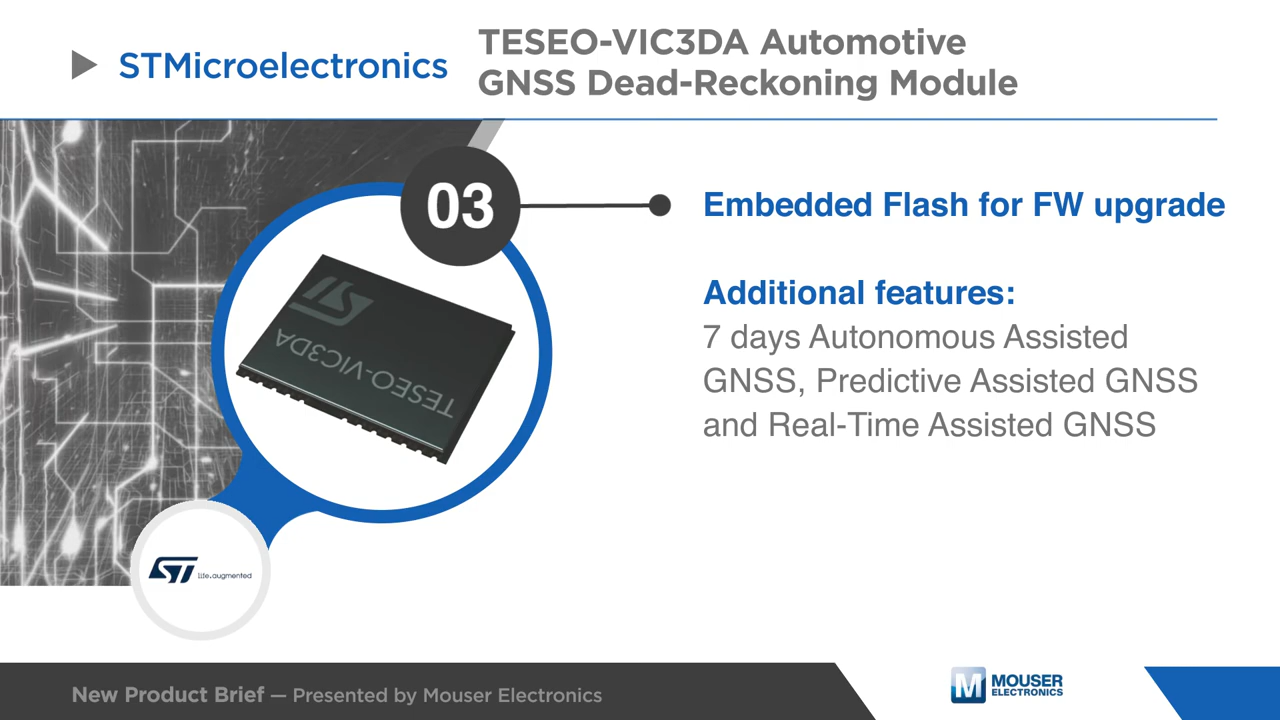 STMicroelectronics
TESEO-VIC3DA Automotive
GNSS Dead-Reckoning Module
03
Embedded Flash for FW upgrade
Additional features:
7 days Autonomous Assisted
GNSS, Predictive Assisted GNSS
and Real-Time Assisted GNSS
ST
TESEO-VIC3DA
ST life.augmented
New Product Brief — Presented by Mouser Electronics
M MOUSER
ELECTRONICS